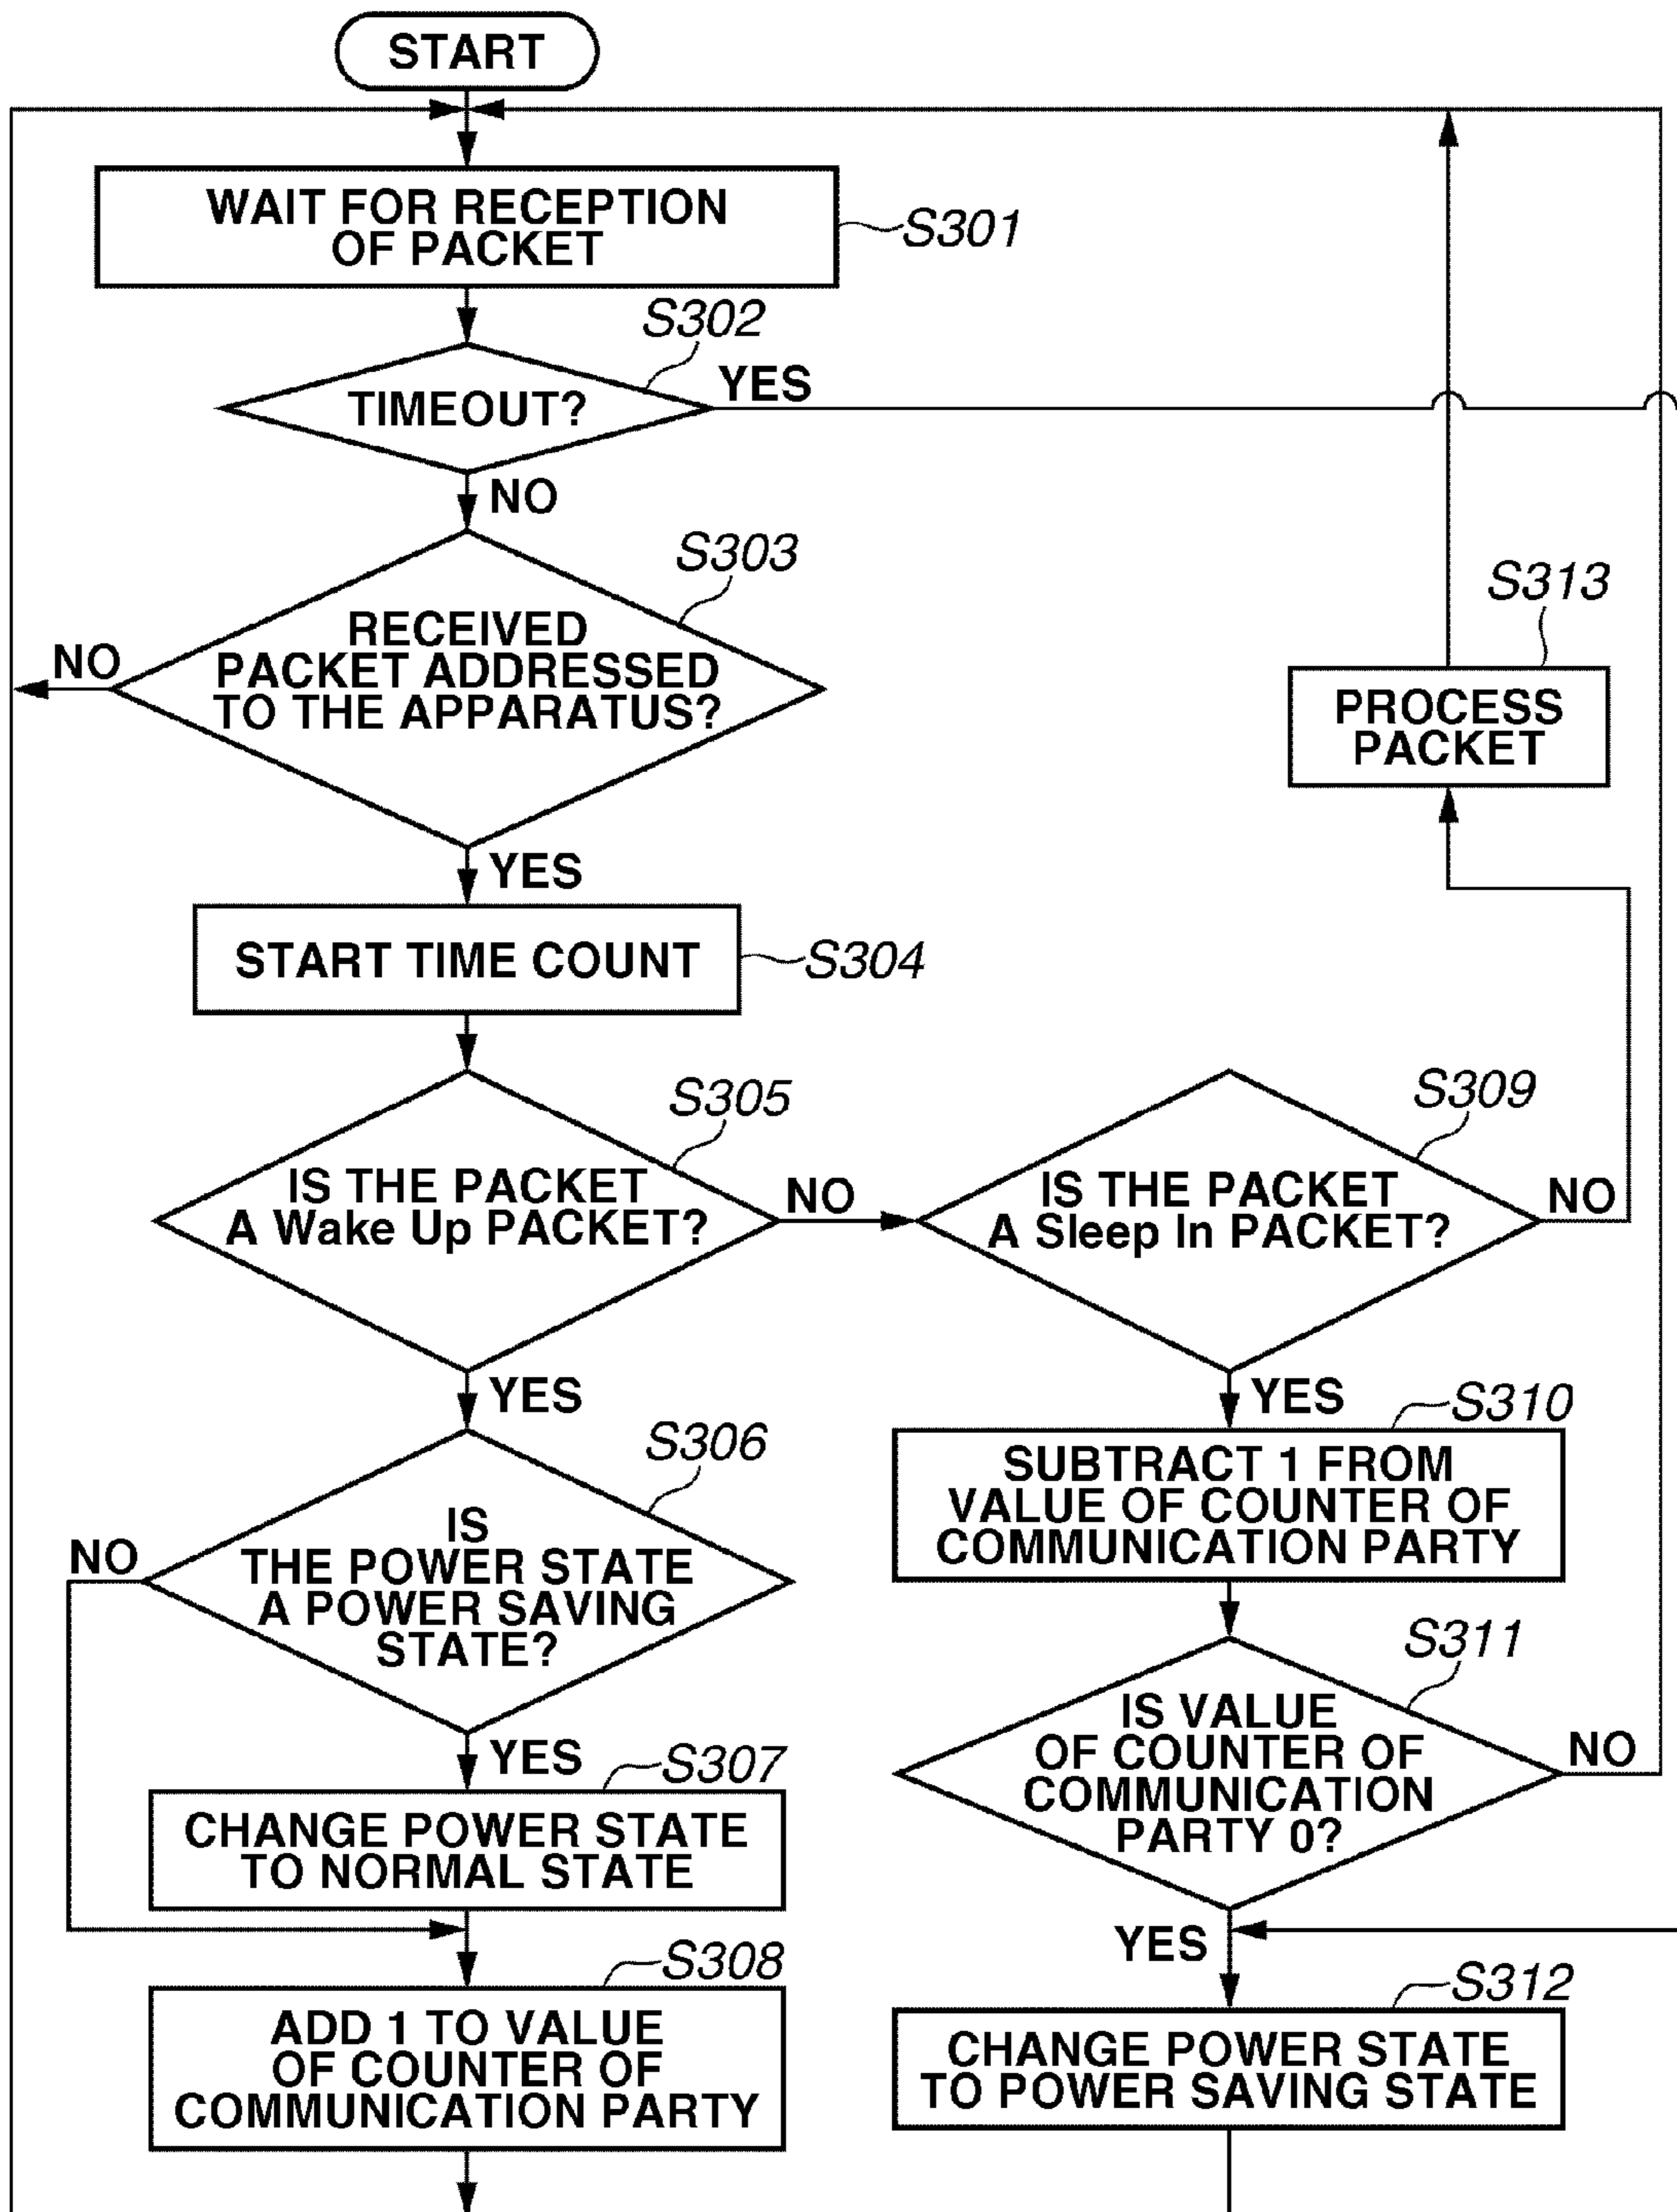 START
WAIT FOR RECEPTION
OF PACKET
S301
S302
TIMEOUT?
YES
NO
S303
RECEIVED
PACKET ADDRESSED
TO THE APPARATUS?
NO
YES
S313
PROCESS
PACKET
START TIME COUNT
S304
S305
IS THE PACKET
A Wake Up PACKET?
NO
YES
S309
IS THE PACKET
A Sleep In PACKET?
NO
YES
S306
IS
THE POWER STATE
A POWER SAVING
STATE?
NO
YES
S310
SUBTRACT 1 FROM
VALUE OF COUNTER OF
COMMUNICATION PARTY
S311
IS VALUE
OF COUNTER OF
COMMUNICATION
PARTY 0?
NO
YES
S307
CHANGE POWER STATE
TO NORMAL STATE
S308
ADD 1 TO VALUE
OF COUNTER OF
COMMUNICATION PARTY
S312
CHANGE POWER STATE
TO POWER SAVING STATE